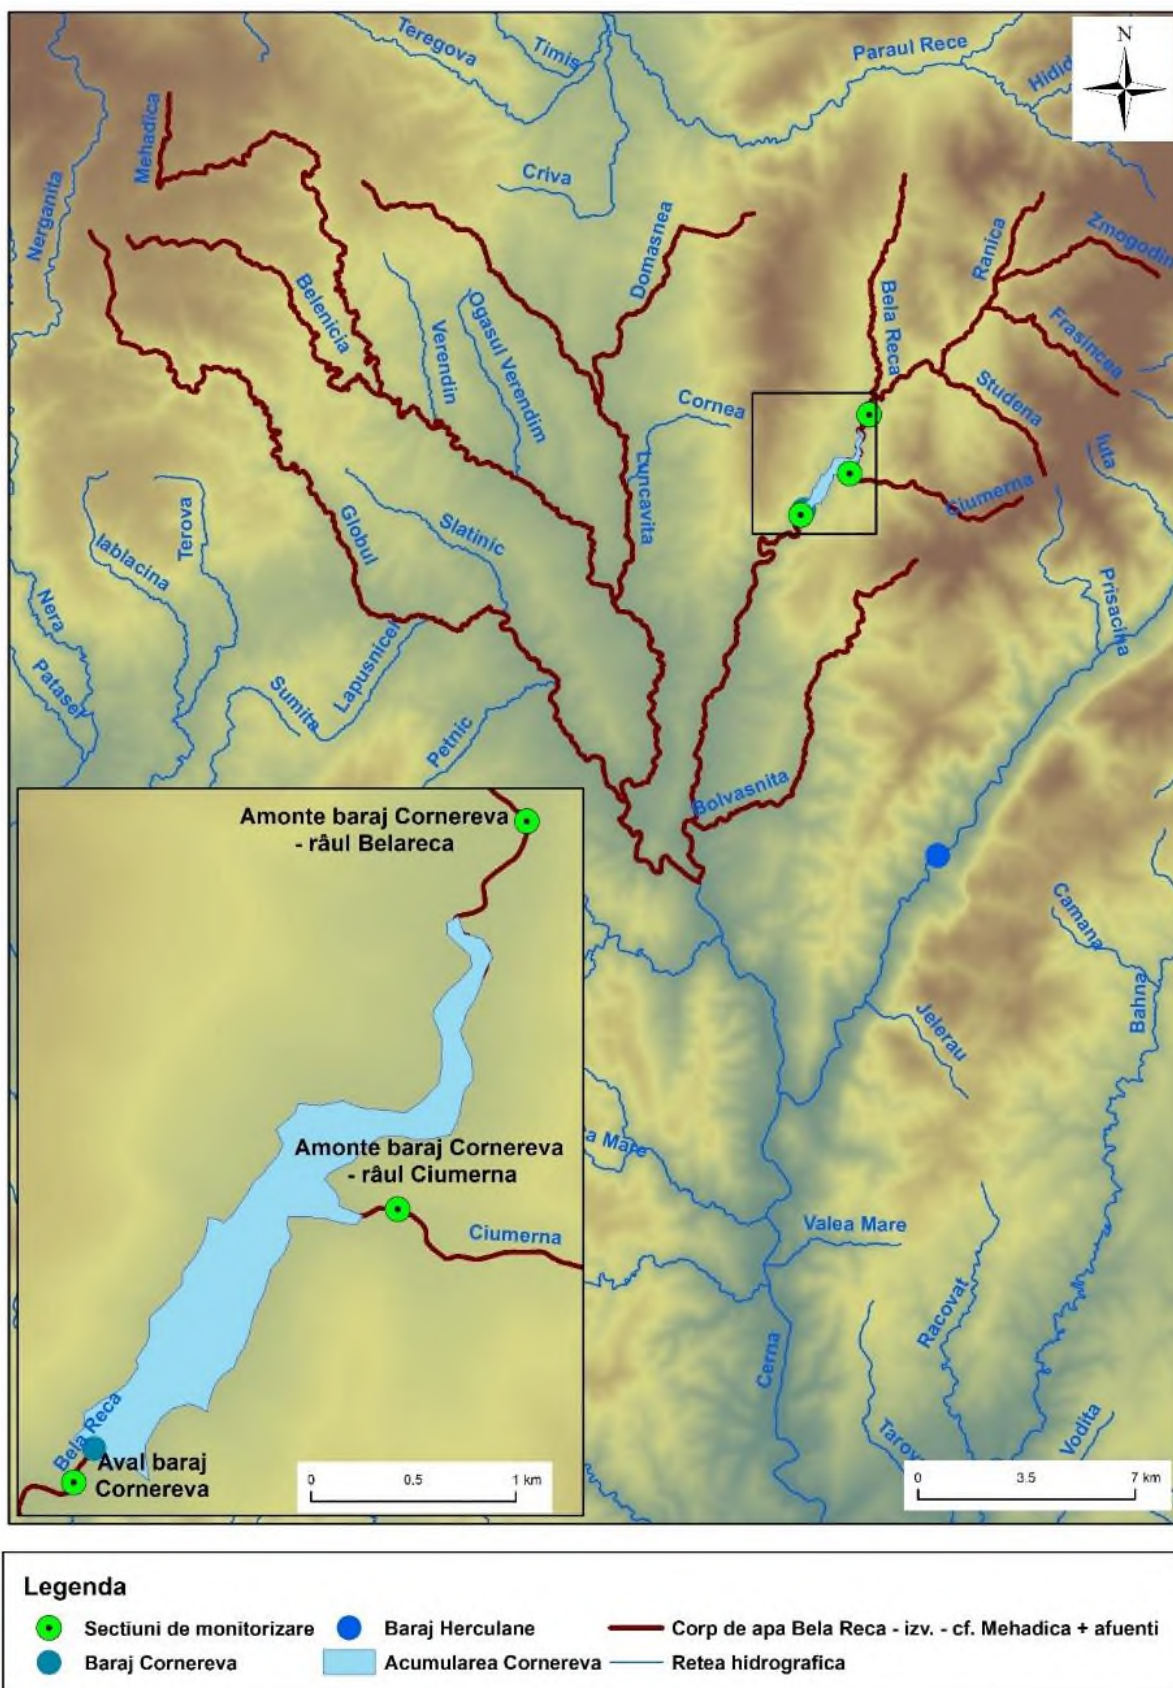 Teregova
Timis
Paraul Rece
N
Mehadica
Criva
Nerganita
Domasnea
Ranica
Zmogodin
Belenicia
Verendin
Ogasul Verendim
Bela Reca
Frasincea
Studena
Cornea
Iuta
Luncavita
Ciumerna
Globul
Slatinic
Terova
Iablacina
Nera
Prisacina
Patasel
Sumita
Lapusnicel
Petnic
Bolvasnita
Amonte baraj Cornereva
- râul Belareca
Camana
Bahna
Jelerau
Amonte baraj Cornereva
- râul Ciumerna
a Mare
Ciumerna
Valea Mare
Racovat
Cerna
Bela Reca
Aval baraj
Cornereva
Tarov
Vodita
0 0.5 1 km
0 3.5 7 km
Legenda
Sectiuni de monitorizare
Baraj Herculane
Corp de apa Bela Reca - izv. - cf. Mehadica + afuenti
Baraj Cornereva
Acumularea Cornereva
Retea hidrografica